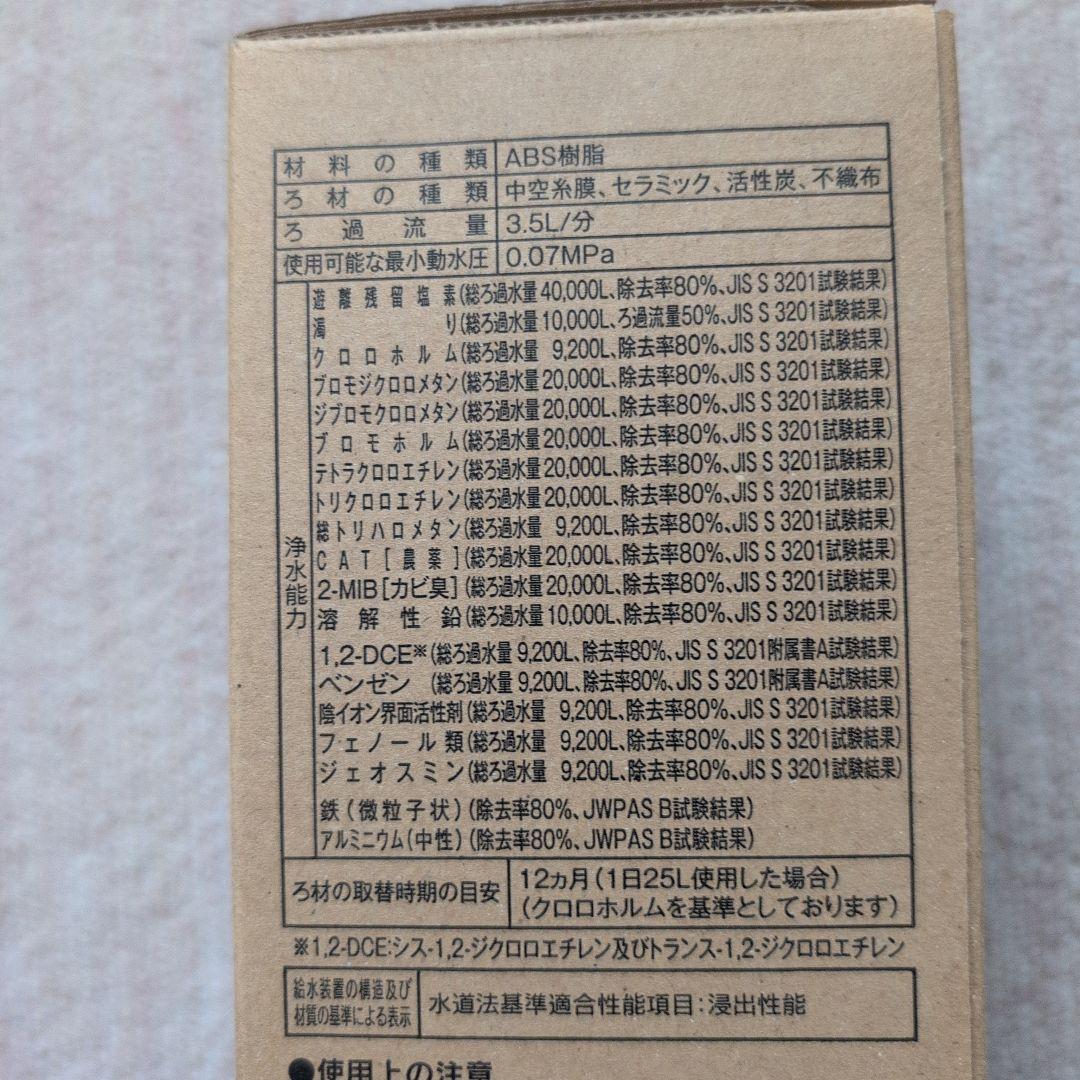 材料の種類 ABS樹脂
ろ材の種類 中空糸膜、セラミック、活性炭、不織布
ろ過流量 3.5L/分
使用可能な最小動水圧 0.07MPa
浄水能力
遊離残留塩素(総ろ過水量40,000L、除去率80%、JIS S 3201試験結果)
濁り(総ろ過水量10,000L、ろ過流量50%、JIS S 3201試験結果)
クロロホルム(総ろ過水量 9,200L、除去率80%、JIS S 3201試験結果)
ブロモジクロロメタン(総ろ過水量20,000L、除去率80%、JIS S 3201試験結果)
ジブロモクロロメタン(総ろ過水量20,000L、除去率80%、JIS S 3201試験結果)
ブロモホルム(総ろ過水量20,000L、除去率80%、JIS S 3201試験結果)
テトラクロロエチレン(総ろ過水量20,000L、除去率80%、JIS S 3201試験結果)
トリクロロエチレン(総ろ過水量20,000L、除去率80%、JIS S 3201試験結果)
総トリハロメタン(総ろ過水量 9,200L、除去率80%、JIS S 3201試験結果)
CAT[農薬](総ろ過水量20,000L、除去率80%、JIS S 3201試験結果)
2-MIB[カビ臭](総ろ過水量20,000L、除去率80%、JIS S 3201試験結果)
溶解性鉛(総ろ過水量10,000L、除去率80%、JIS S 3201試験結果)
1,2-DCE※(総ろ過水量 9,200L、除去率80%、JIS S 3201附属書A試験結果)
ベンゼン (総ろ過水量 9,200L、除去率80%、JIS S 3201附属書A試験結果)
陰イオン界面活性剤(総ろ過水量 9,200L、除去率80%、JIS S 3201試験結果)
フェノール類(総ろ過水量 9,200L、除去率80%、JIS S 3201試験結果)
ジェオスミン(総ろ過水量 9,200L、除去率80%、JIS S 3201試験結果)
鉄(微粒子状)(除去率80%、JWPAS B試験結果)
アルミニウム(中性)(除去率80%、JWPAS B試験結果)
ろ材の取替時期の目安 12ヵ月(1日25L使用した場合)
(クロロホルムを基準としております)
※1,2-DCE:シス-1,2-ジクロロエチレン及びトランス-1,2-ジクロロエチレン
給水装置の構造及び
材質の基準による表示 水道法基準適合性能項目:浸出性能
●使用上の注意